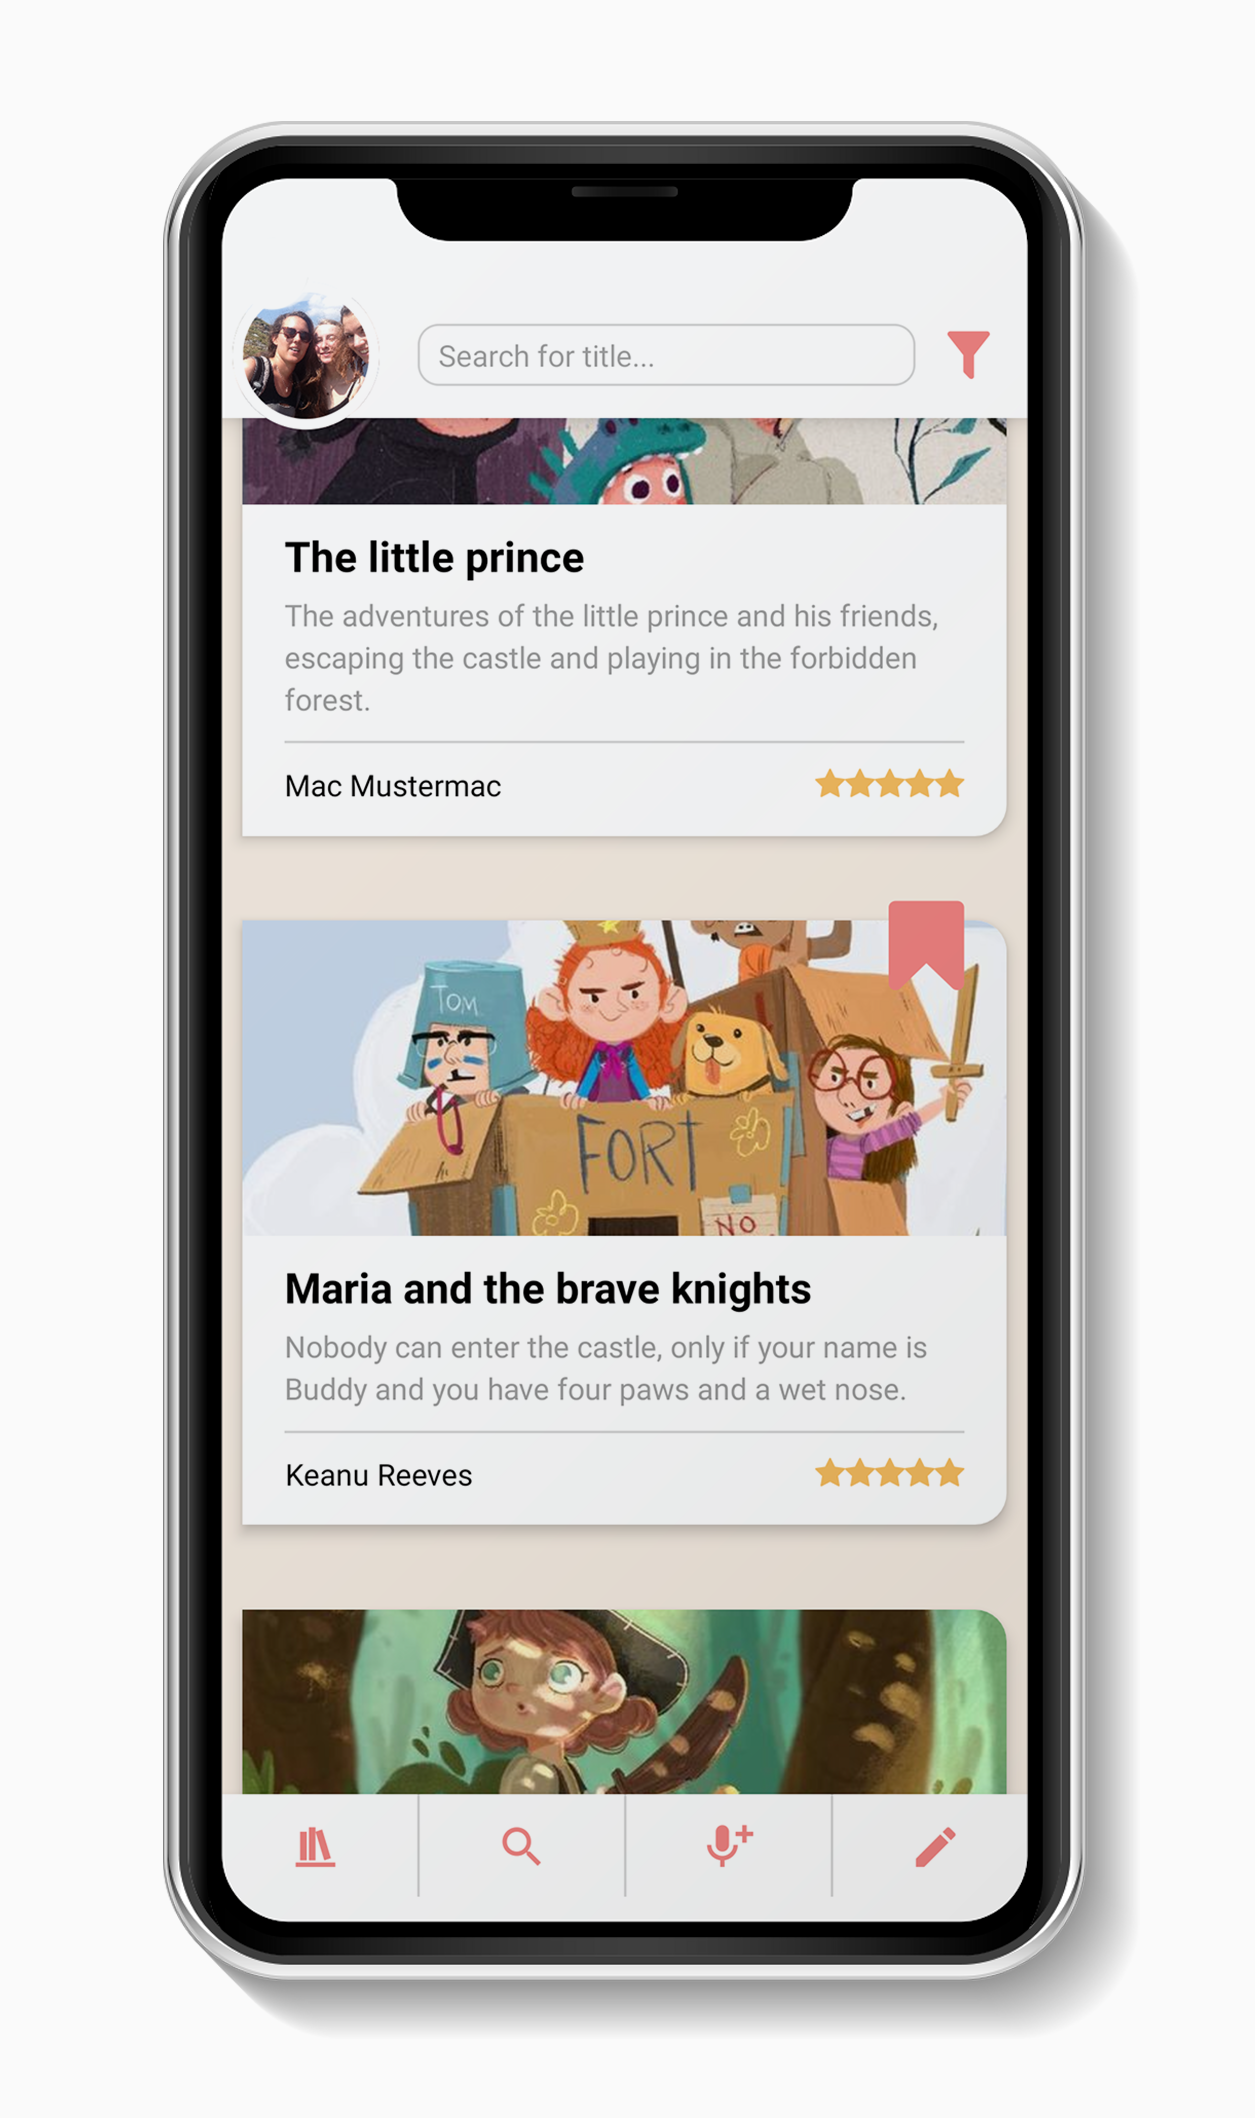 Search for title...
The little prince
The adventures of the little prince and his friends,
escaping the castle and playing in the forbidden
forest.
Mac Mustermac
TOM
FORT
NO
Maria and the brave knights
Nobody can enter the castle, only if your name is
Buddy and you have four paws and a wet nose.
Keanu Reeves